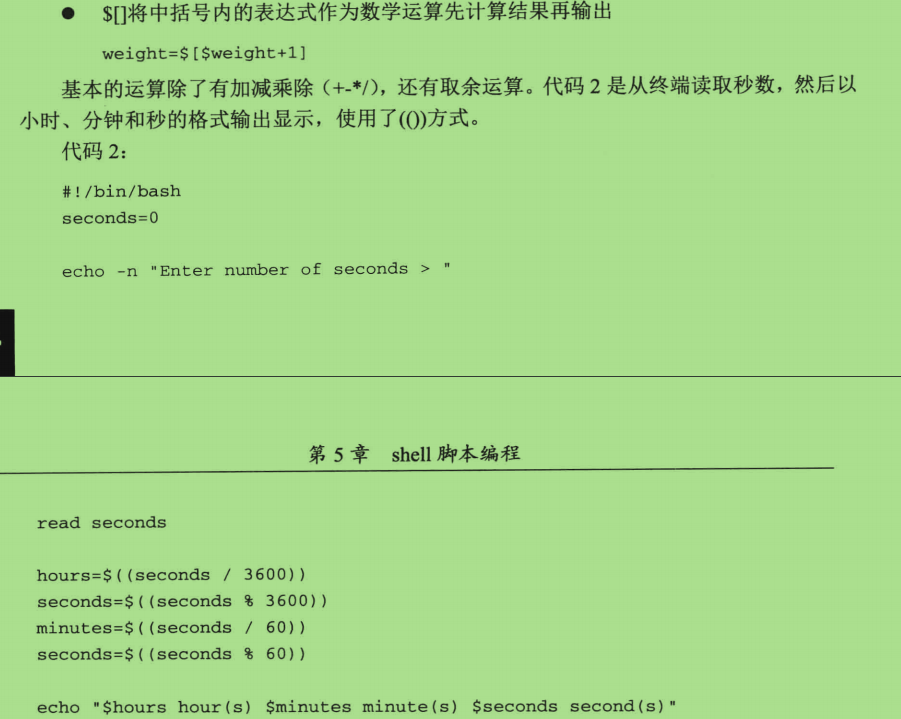 ● $[]将中括号内的表达式作为数学运算先计算结果再输出
weight=$[$weight+1]
基本的运算除了有加减乘除（+-*/），还有取余运算。代码 2 是从终端读取秒数，然后以
小时、分钟和秒的格式输出显示，使用了(())方式。
代码 2：
#!/bin/bash
seconds=0
echo -n "Enter number of seconds > "
第 5 章 shell 脚本编程
read seconds
hours=$((seconds / 3600))
seconds=$((seconds % 3600))
minutes=$((seconds / 60))
seconds=$((seconds % 60))
echo "$hours hour(s) $minutes minute(s) $seconds second(s)"